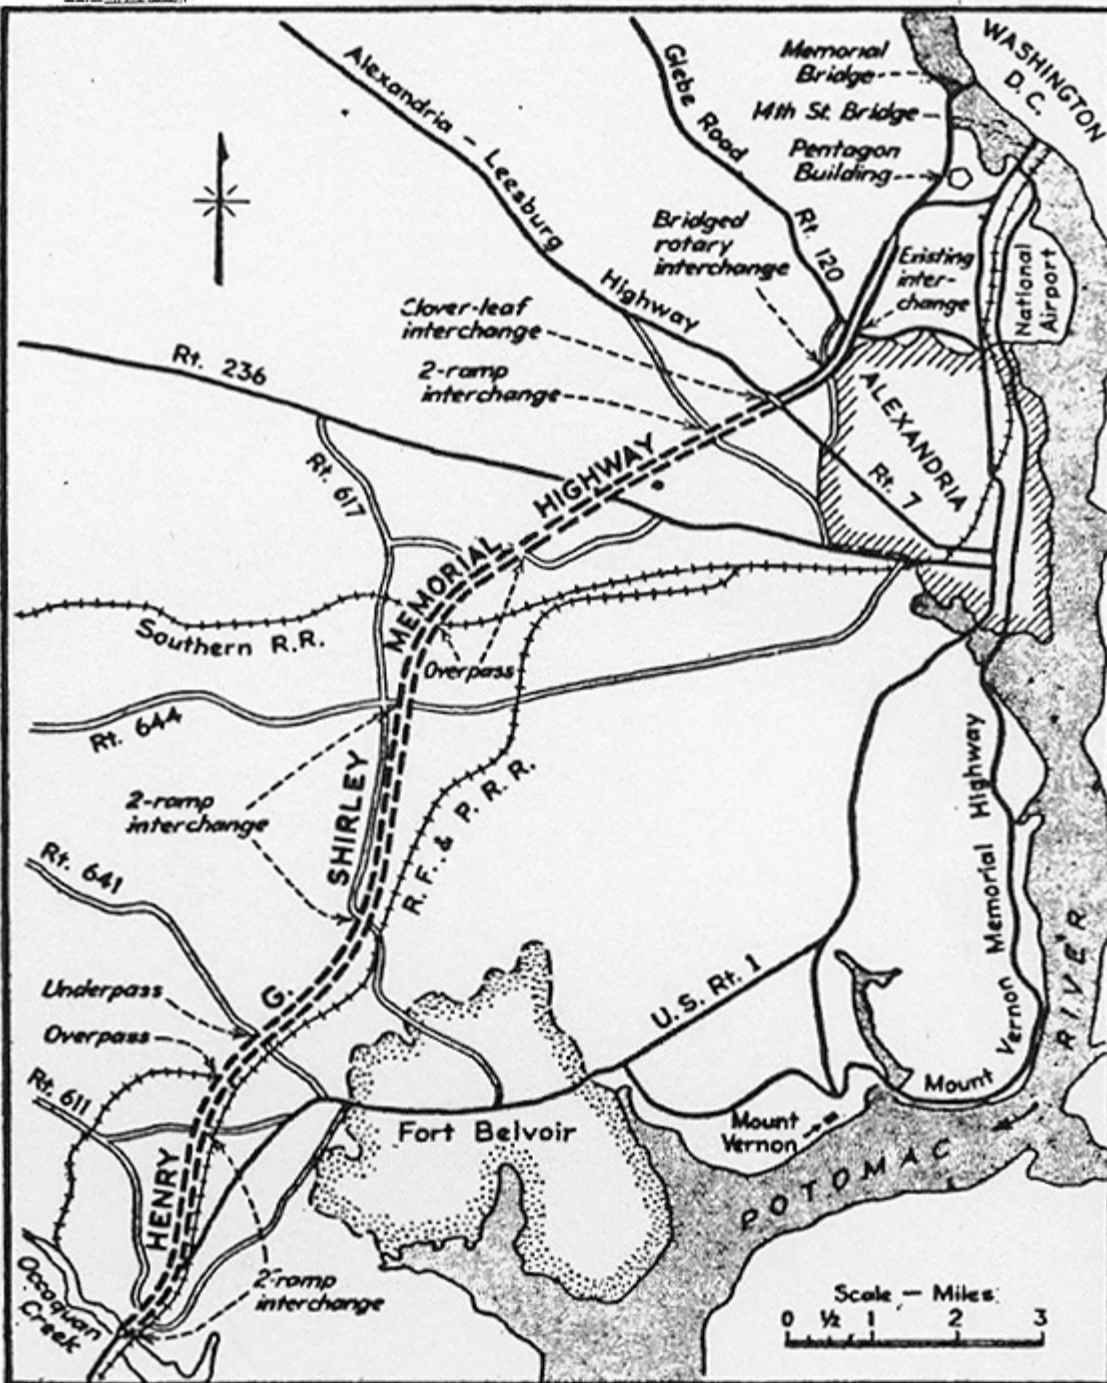 WASHINGTON
D.C.
Memorial
Bridge
14th St. Bridge
Pentagon
Building
Alexandria - Leesburg
Highway
Glebe Road
Rt. 120
Bridged
rotary
interchange
Existing
inter-
change
National
Airport
Clover-leaf
interchange
2-ramp
interchange
Rt. 236
ALEXANDRIA
Rt. 7
Rt. 617
HENRY G. SHIRLEY MEMORIAL HIGHWAY
Southern R.R.
Overpass
Rt. 644
2-ramp
interchange
R. F. & P. R. R.
Rt. 641
Underpass
Overpass
Rt. 611
U.S. Rt. 1
Mount Vernon Memorial Highway
Fort Belvoir
Mount
Vernon
POTOMAC RIVER
2-ramp
interchange
Occoquan
Creek
Scale — Miles
0 ½ 1 2 3